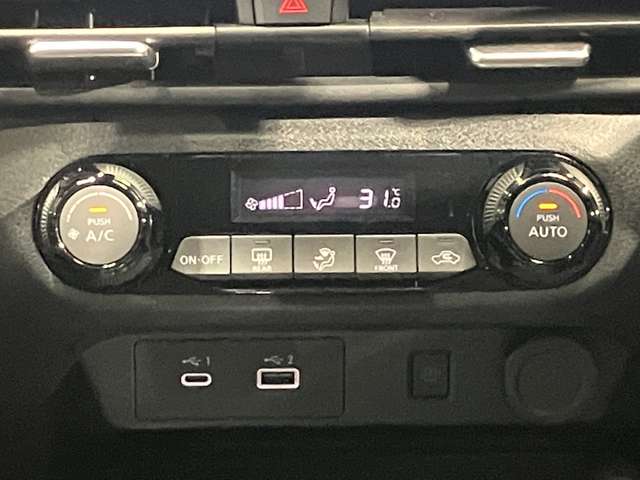 31.0°C
PUSH
A/C
PUSH
AUTO
ON·OFF
REAR
FRONT
1
2